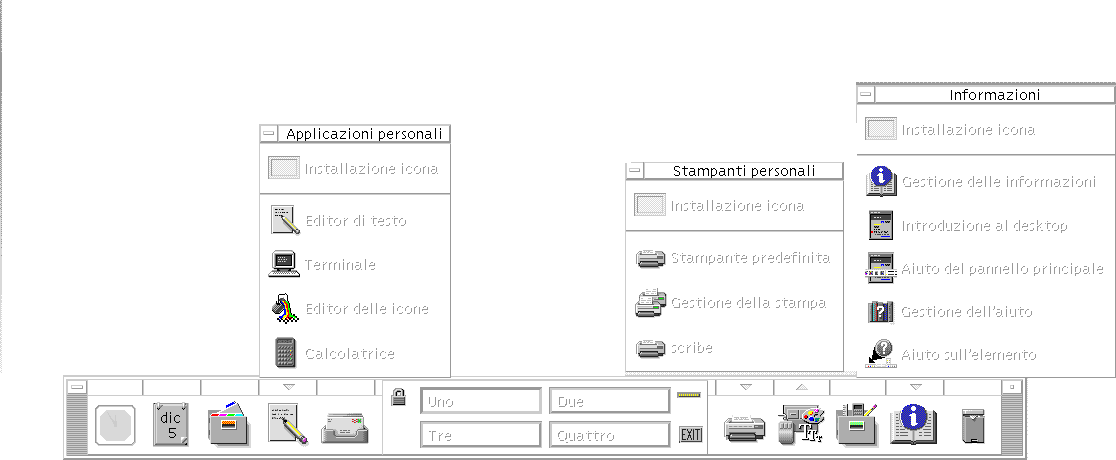 Applicazioni personali
Installazione icona
Editor di testo
Terminale
Editor delle icone
Calcolatrice
Stampanti personali
Installazione icona
Stampante predefinita
Gestione della stampa
scribe
Informazioni
Installazione icona
Gestione delle informazioni
Introduzione al desktop
Aiuto del pannello principale
Gestione dell'aiuto
Aiuto sull'elemento
dic
5
Uno
Due
Tre
Quattro
EXIT